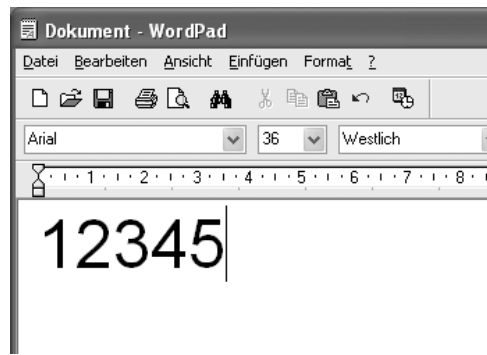 Dokument - WordPad
Datei Bearbeiten Ansicht Einfügen Format ?
Arial 36 Westlich
1 2 3 4 5 6 7 8
12345